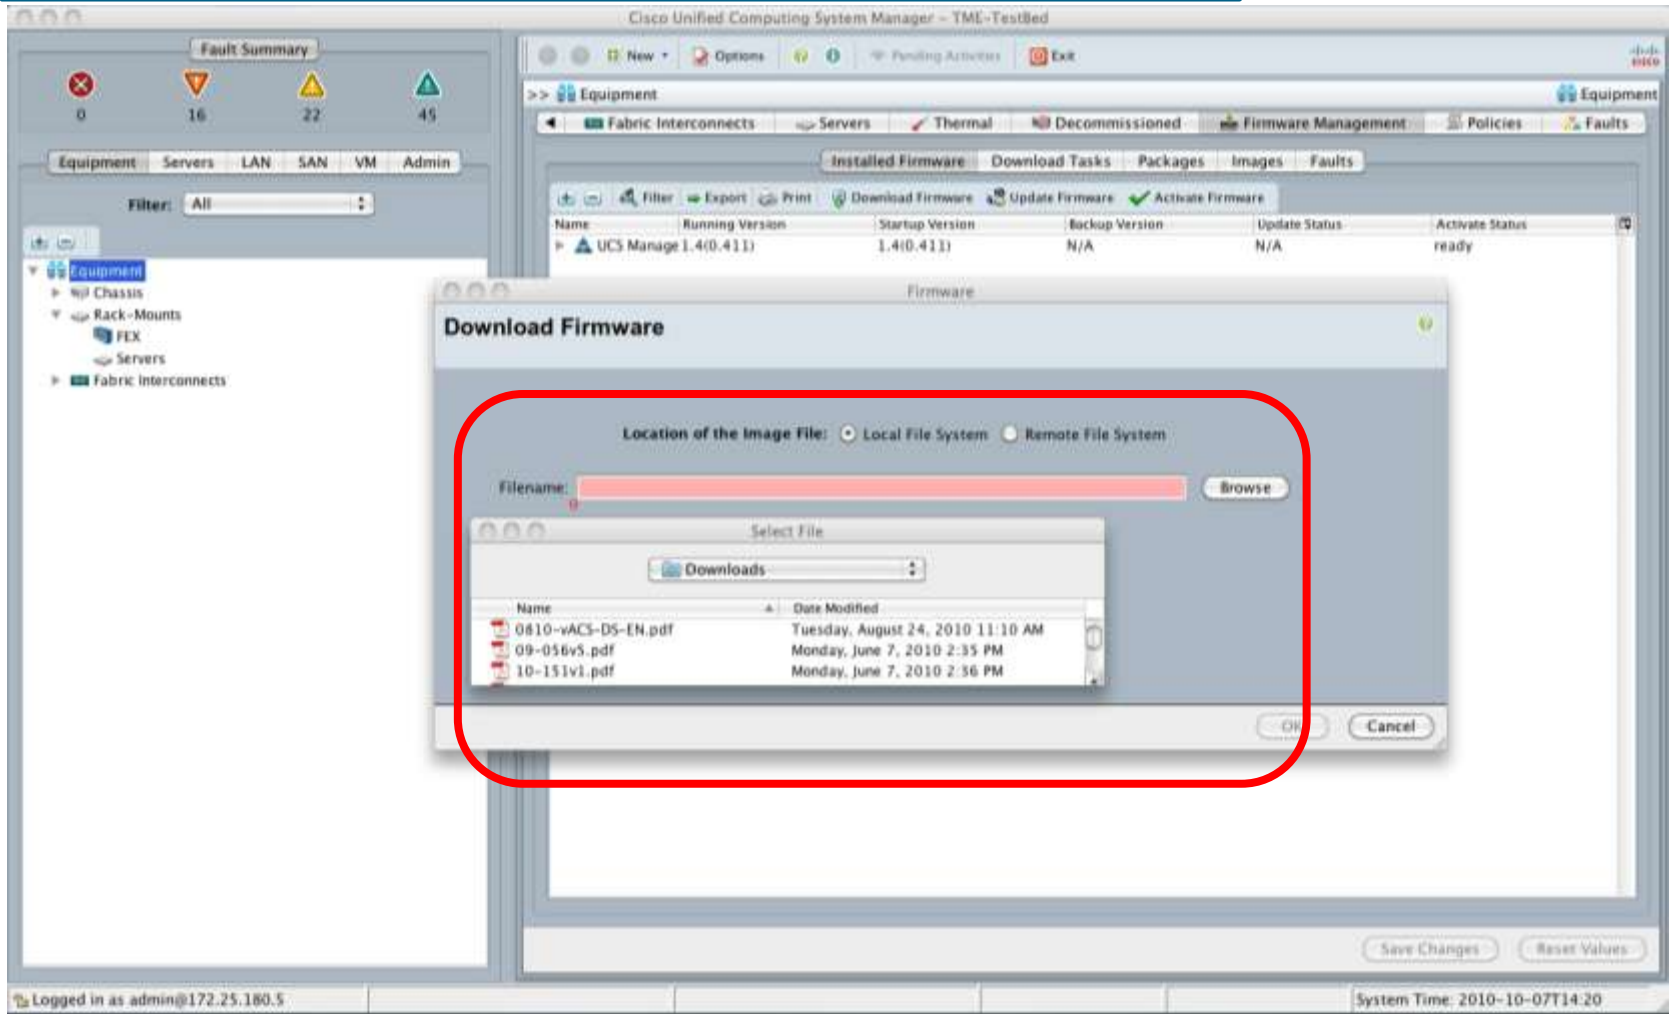 Cisco Unified Computing System Manager - TME-TestBed
Fault Summary
0 16 22 45
New Options Pending Activities Exit
cisco
>> Equipment Equipment
Fabric Interconnects Servers Thermal Decommissioned Firmware Management Policies Faults
Equipment Servers LAN SAN VM Admin
Installed Firmware Download Tasks Packages Images Faults
Filter: All
Filter Export Print Download Firmware Update Firmware Activate Firmware
Name Running Version Startup Version Backup Version Update Status Activate Status
UCS Manage 1.4(0.411) 1.4(0.411) N/A N/A ready
Equipment
Chassis
Rack-Mounts
FEX
Servers
Fabric Interconnects
Firmware
Download Firmware
Location of the Image File: Local File System Remote File System
Filename: Browse
0
Select File
Downloads
Name Date Modified
0810-vACS-DS-EN.pdf Tuesday, August 24, 2010 11:10 AM
09-056v5.pdf Monday, June 7, 2010 2:35 PM
10-151v1.pdf Monday, June 7, 2010 2:36 PM
OK Cancel
Save Changes Reset Values
Logged in as admin@172.25.180.5 System Time: 2010-10-07T14:20